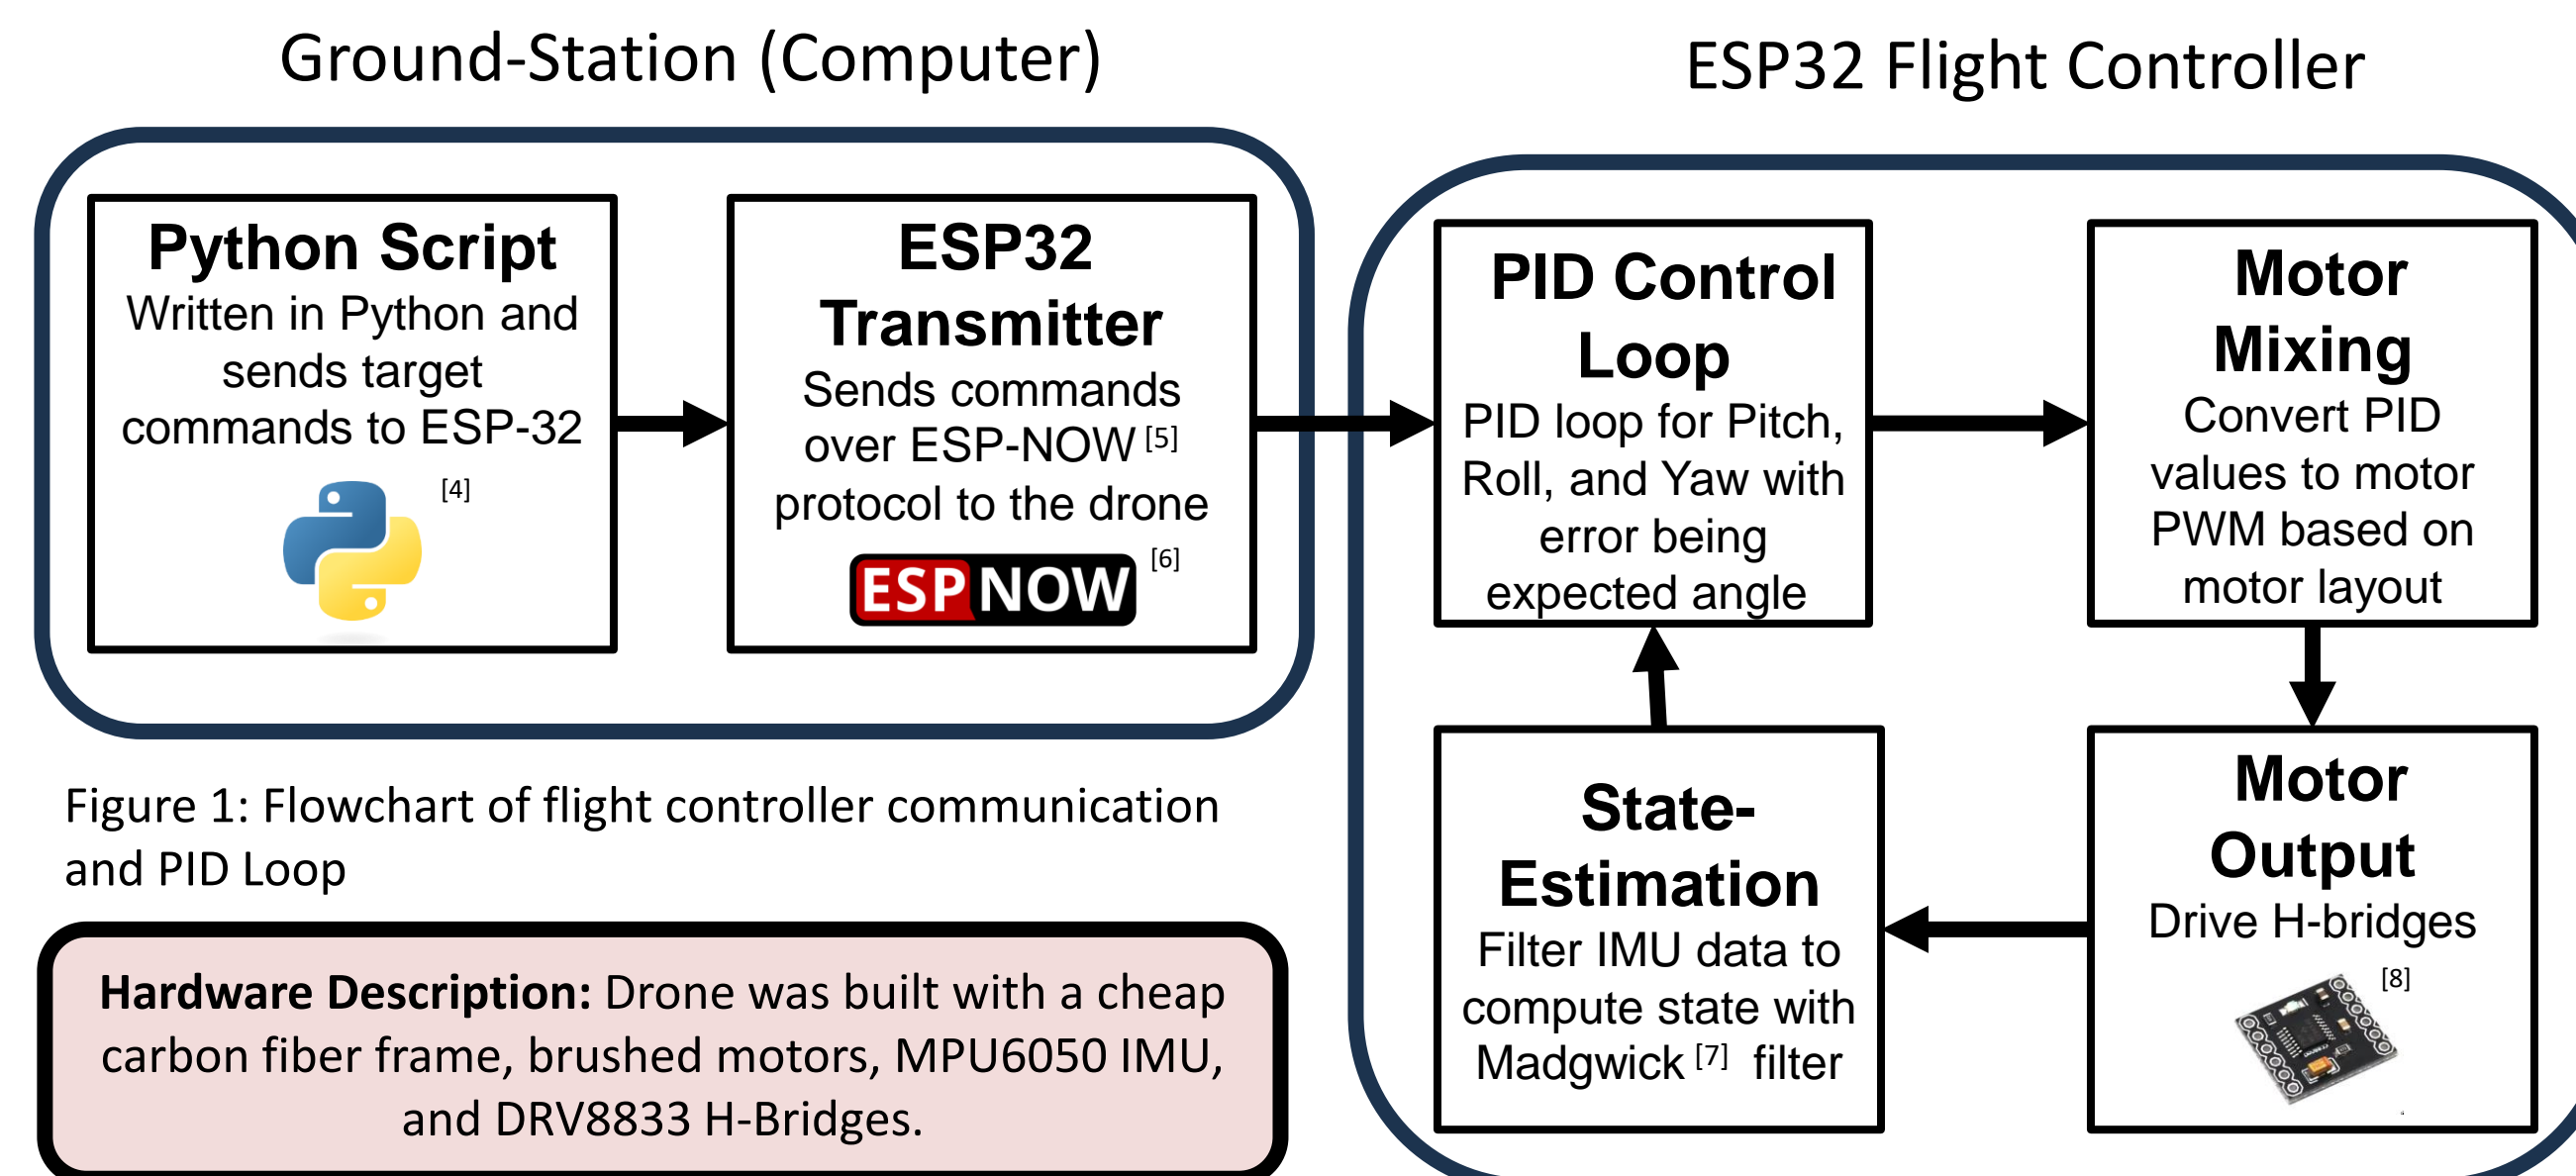 Ground-Station (Computer)
Python Script
Written in Python and
sends target
commands to ESP-32
[4]
ESP32
Transmitter
Sends commands
over ESP-NOW [5]
protocol to the drone
[6]
ESP NOW
Figure 1: Flowchart of flight controller communication
and PID Loop
Hardware Description: Drone was built with a cheap
carbon fiber frame, brushed motors, MPU6050 IMU,
and DRV8833 H-Bridges.
ESP32 Flight Controller
PID Control
Loop
PID loop for Pitch,
Roll, and Yaw with
error being
expected angle
Motor
Mixing
Convert PID
values to motor
PWM based on
motor layout
State-
Estimation
Filter IMU data to
compute state with
Madgwick [7] filter
Motor
Output
Drive H-bridges
[8]